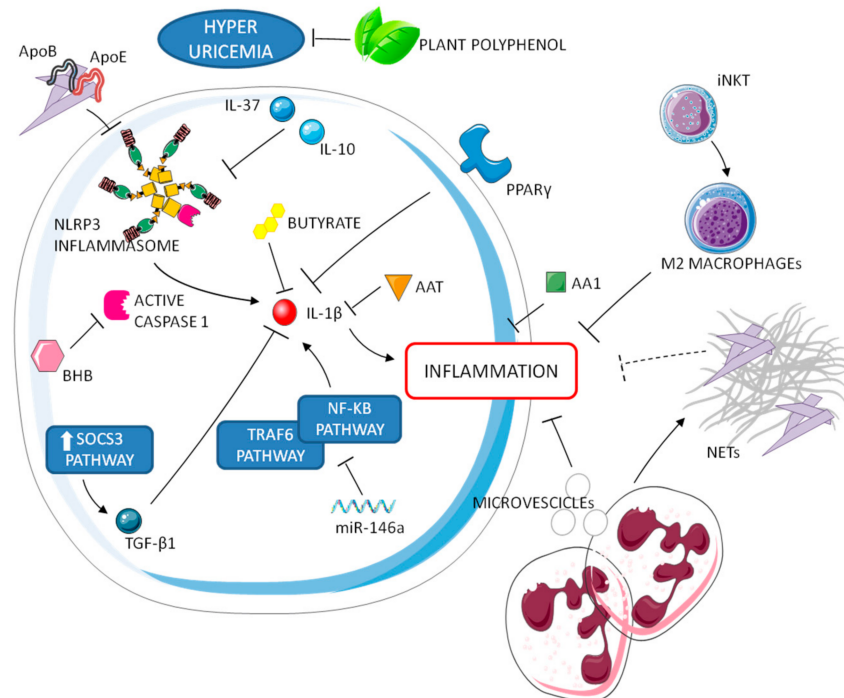 HYPER
URICEMIA
PLANT POLYPHENOL
ApoB
ApoE
iNKT
IL-37
IL-10
PPARγ
NLRP3
INFLAMMASOME
BUTYRATE
M2 MACROPHAGEs
AA1
AAT
IL-1β
ACTIVE
CASPASE 1
BHB
INFLAMMATION
NF-KB
PATHWAY
TRAF6
PATHWAY
SOCS3
PATHWAY
NETs
MICROVESCICLEs
miR-146a
TGF-β1